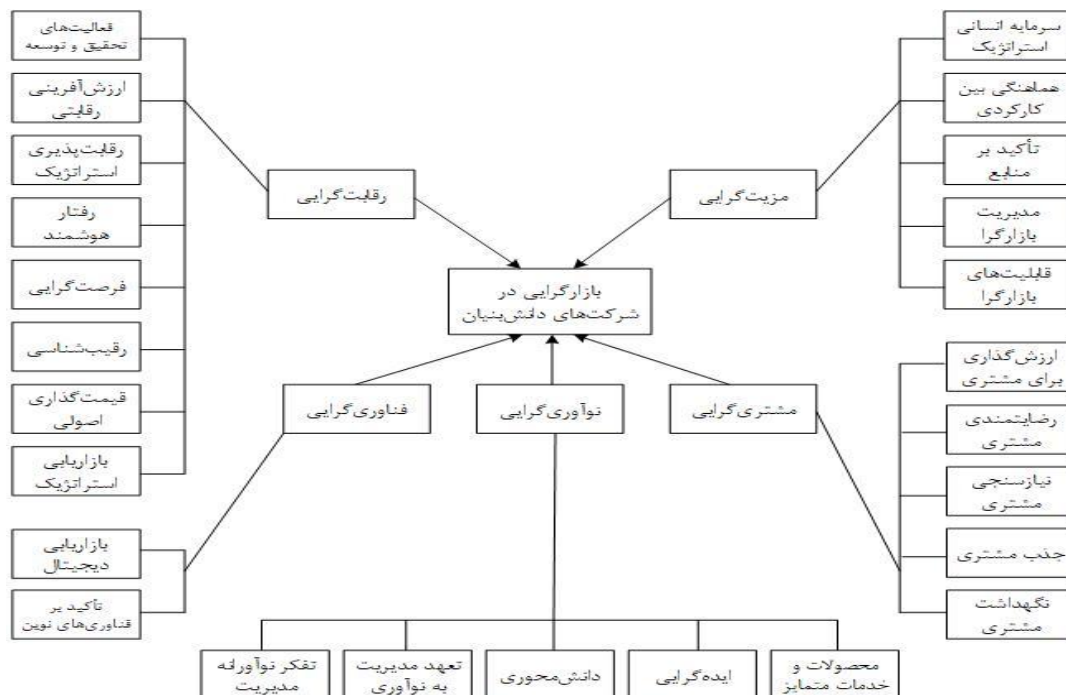 سرمایه انسانی
استراتژیک
هماهنگی بین
کارکردی
تأکید بر
منابع
مدیریت
بازارگرا
قابلیت‌های
بازارگرا
مزیت‌گرایی
فعالیت‌های
تحقیق و توسعه
ارزش‌آفرینی
رقابتی
رقابت‌پذیری
استراتژیک
رفتار
هوشمند
فرصت‌گرایی
رقیب‌شناسی
قیمت‌گذاری
اصولی
بازاریابی
استراتژیک
رقابت‌گرایی
بازارگرایی در
شرکت‌های دانش‌بنیان
مشتری‌گرایی
نوآوری‌گرایی
فناوری‌گرایی
ارزش‌گذاری
برای مشتری
رضایتمندی
مشتری
نیازسنجی
مشتری
جذب مشتری
نگهداشت
مشتری
بازاریابی
دیجیتال
تأکید بر
فناوری‌های نوین
محصولات و
خدمات متمایز
ایده‌گرایی
دانش‌محوری
تعهد مدیریت
به نوآوری
تفکر نوآورانه
مدیریت